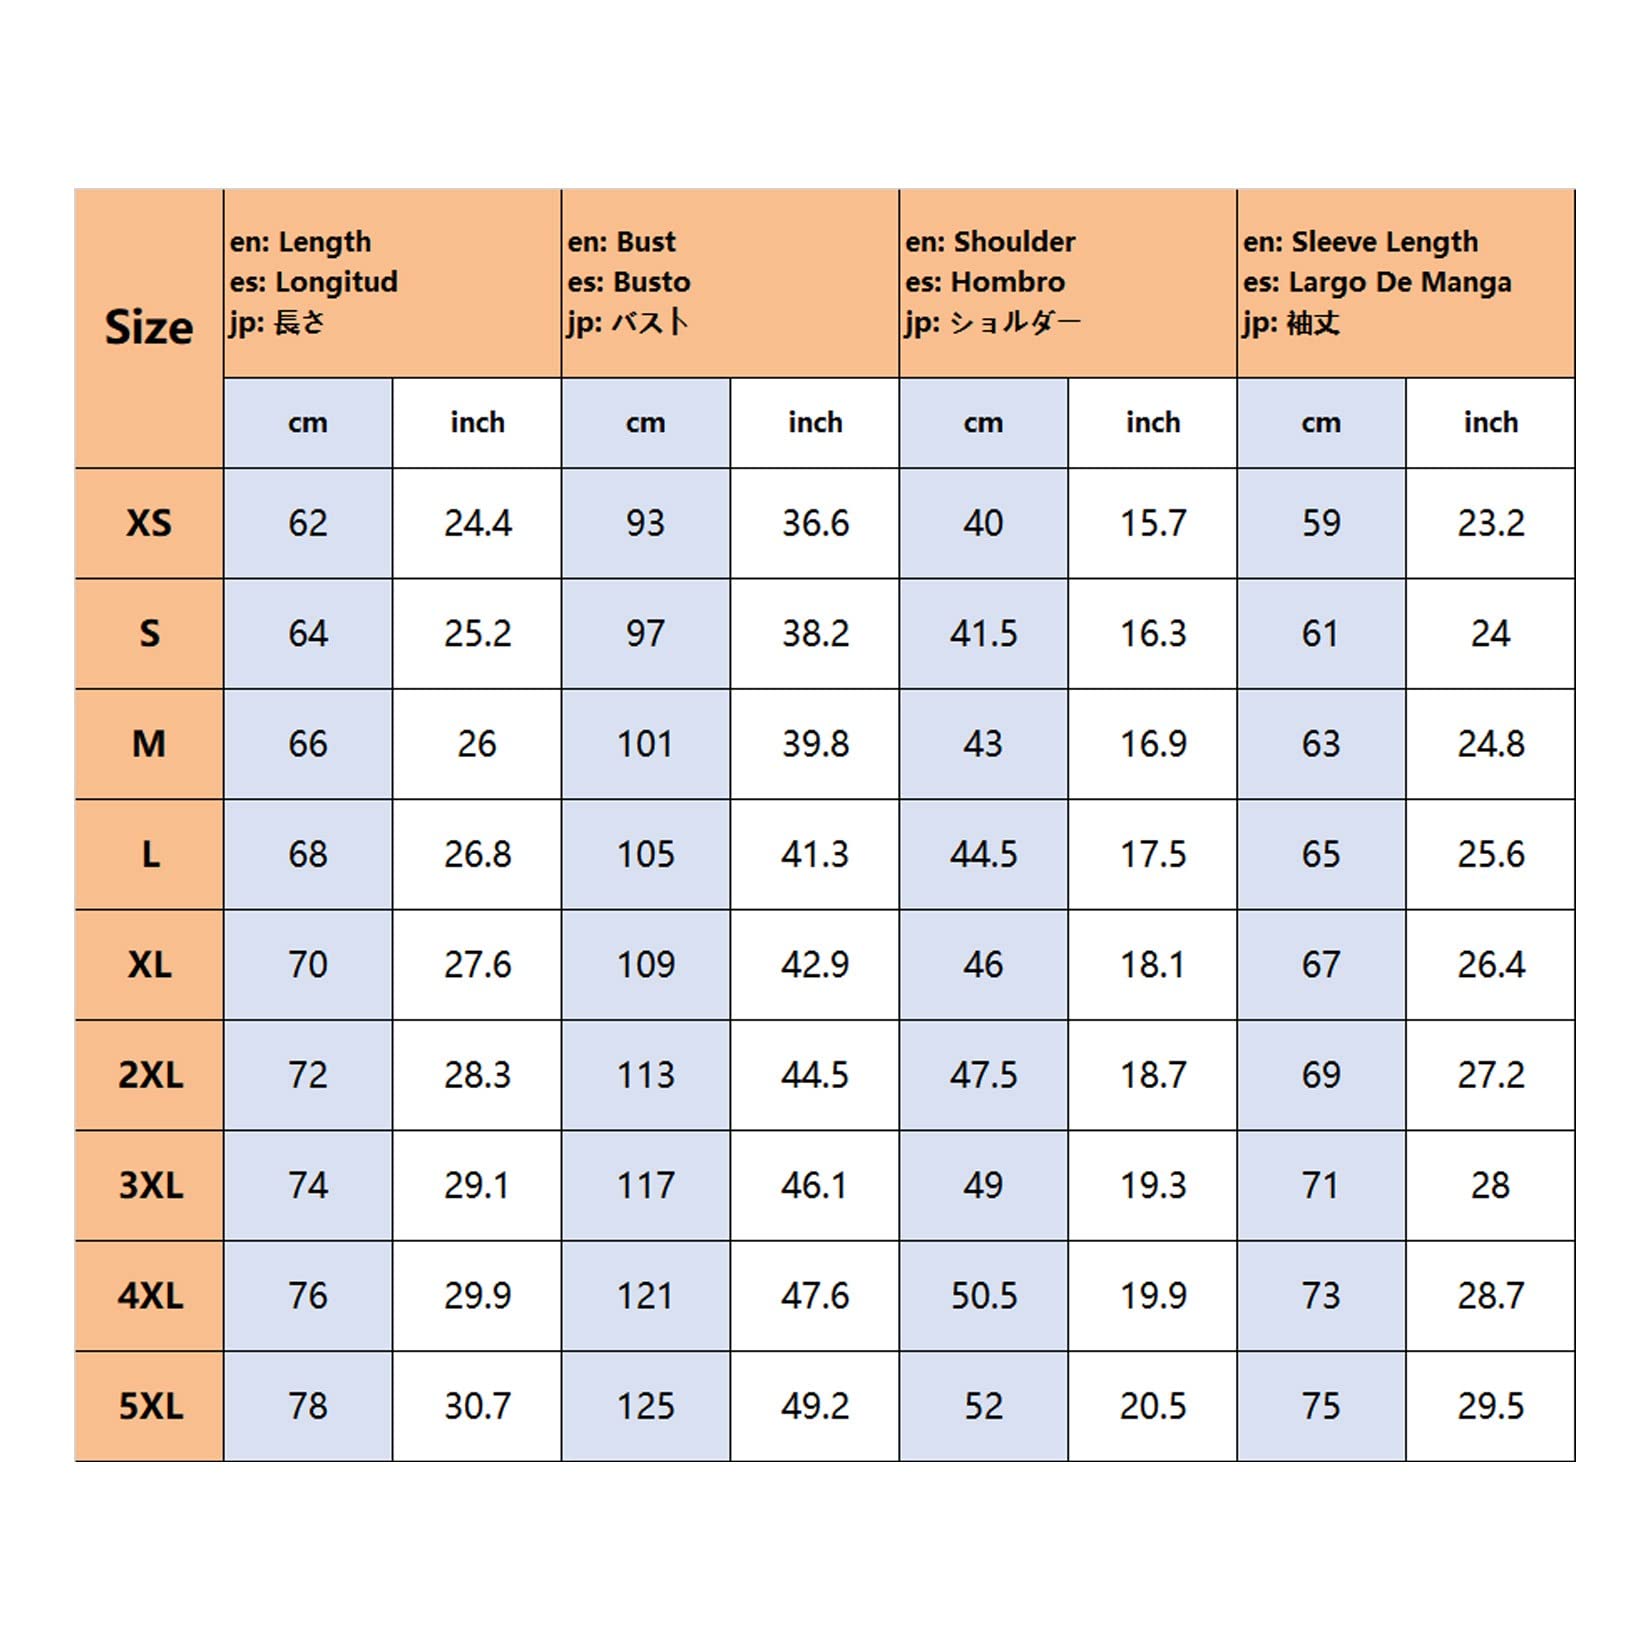 Size
en: Length
es: Longitud
jp: 長さ
en: Bust
es: Busto
jp: バスト
en: Shoulder
es: Hombro
jp: ショルダー
en: Sleeve Length
es: Largo De Manga
jp: 袖丈
cm inch cm inch cm inch cm inch
XS 62 24.4 93 36.6 40 15.7 59 23.2
S 64 25.2 97 38.2 41.5 16.3 61 24
M 66 26 101 39.8 43 16.9 63 24.8
L 68 26.8 105 41.3 44.5 17.5 65 25.6
XL 70 27.6 109 42.9 46 18.1 67 26.4
2XL 72 28.3 113 44.5 47.5 18.7 69 27.2
3XL 74 29.1 117 46.1 49 19.3 71 28
4XL 76 29.9 121 47.6 50.5 19.9 73 28.7
5XL 78 30.7 125 49.2 52 20.5 75 29.5